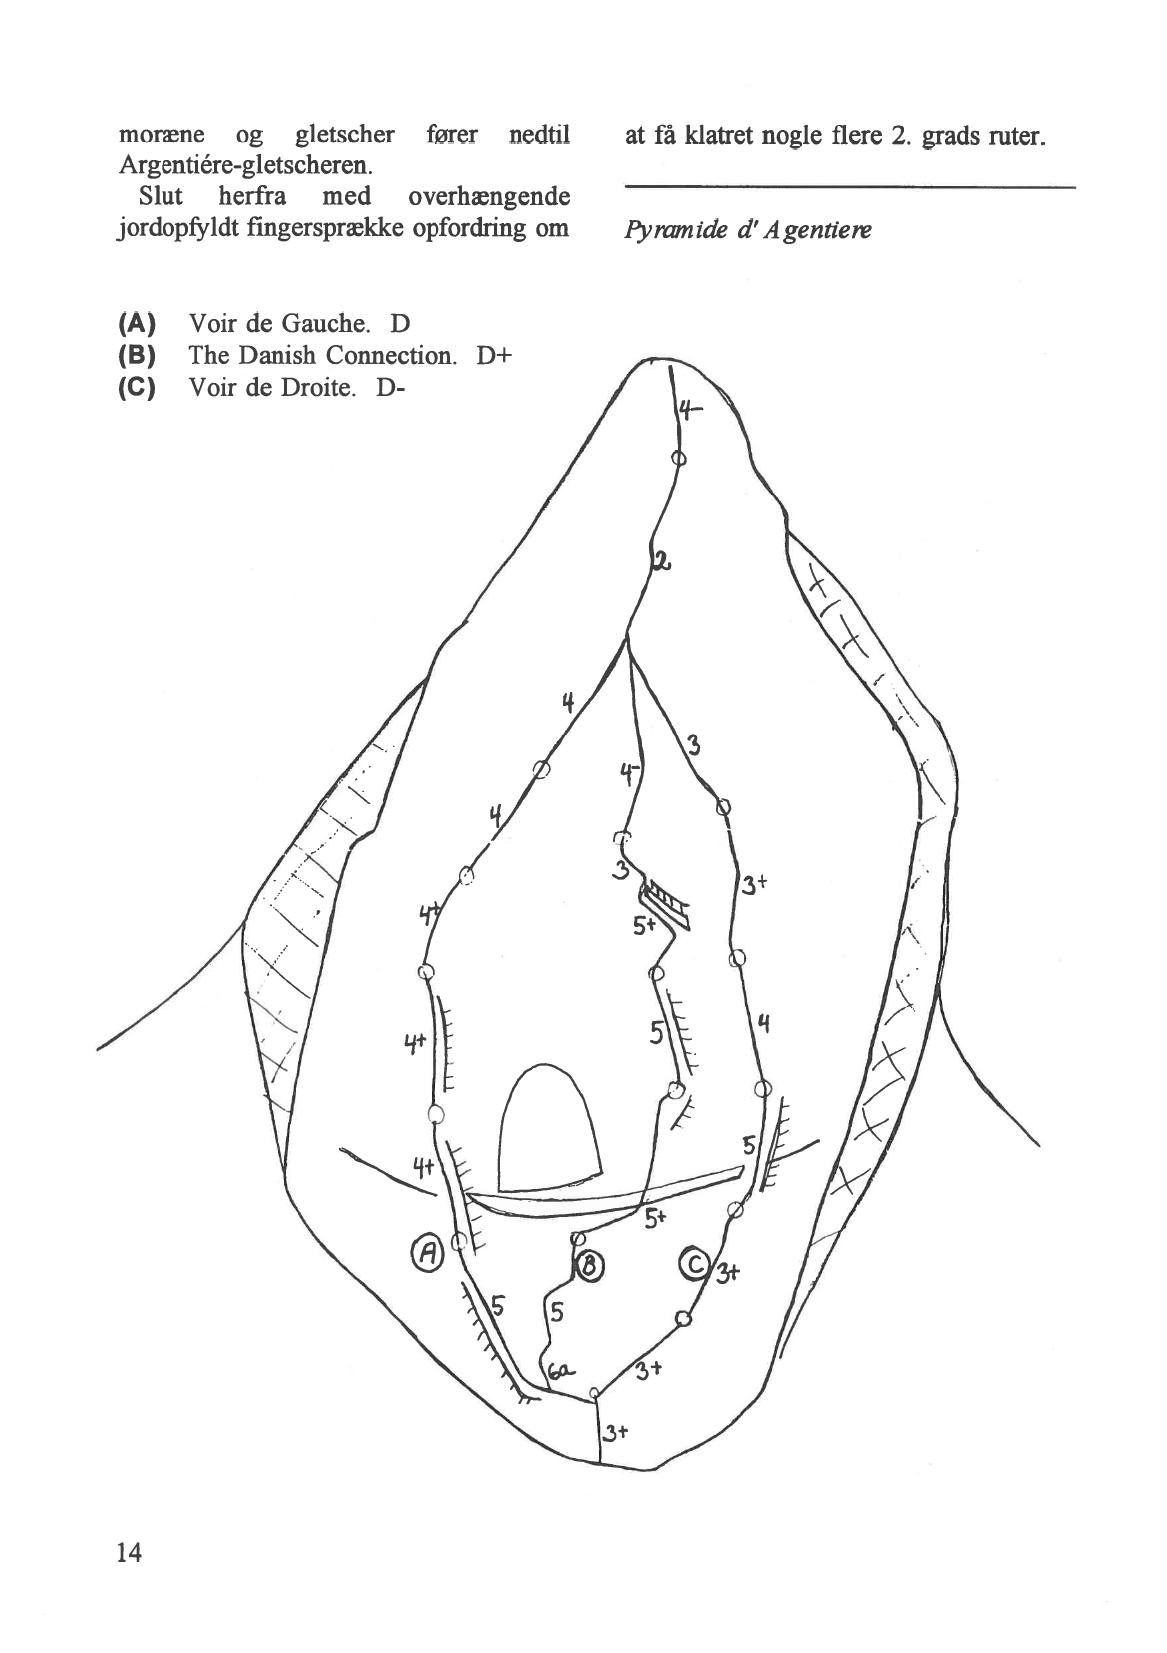 moræne og gletscher fører nedtil
Argentiére-gletscheren.
Slut herfra med overhængende
jordopfyldt fingersprække opfordring om
at få klatret nogle flere 2. grads ruter.
Pyramide d' Agentiere
(A) Voir de Gauche. D
(B) The Danish Connection. D+
(C) Voir de Droite. D-
4-
2
4
3
4-
4
3
3+
4+
5+
4+
5
4
5
4+
5+
A
B
C
3+
5
5
6a
3+
3+
14